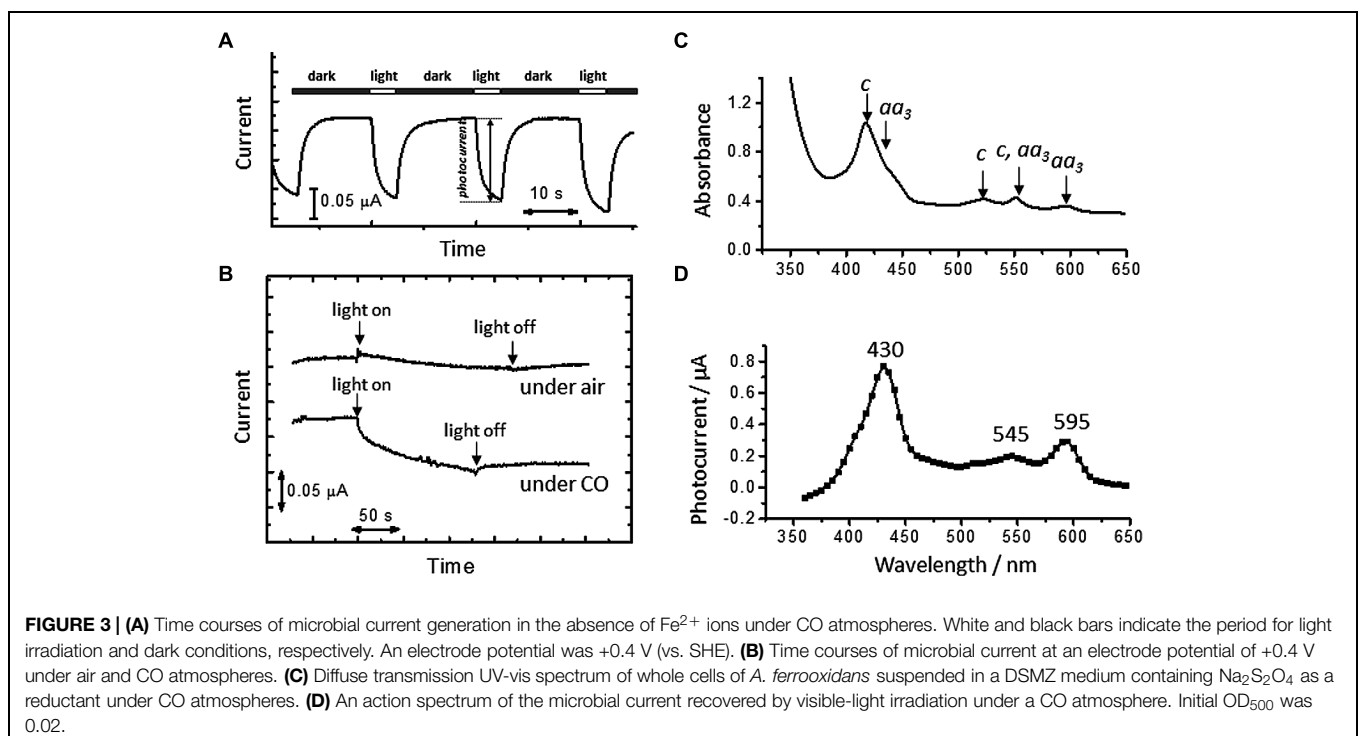 A
dark light dark light dark light
Current
photocurrent
0.05 µA
10 s
Time
B
light on
light off
under air
light on
light off
under CO
Current
0.05 µA
50 s
Time
C
c
aa₃
c c, aa₃ aa₃
Absorbance
1.2
0.8
0.4
0.0
350 400 450 500 550 600 650
D
430
545
595
Photocurrent / µA
0.8
0.6
0.4
0.2
0.0
-0.2
350 400 450 500 550 600 650
Wavelength / nm
FIGURE 3 | (A) Time courses of microbial current generation in the absence of Fe²⁺ ions under CO atmospheres. White and black bars indicate the period for light
irradiation and dark conditions, respectively. An electrode potential was +0.4 V (vs. SHE). (B) Time courses of microbial current at an electrode potential of +0.4 V
under air and CO atmospheres. (C) Diffuse transmission UV-vis spectrum of whole cells of A. ferrooxidans suspended in a DSMZ medium containing Na₂S₂O₄ as a
reductant under CO atmospheres. (D) An action spectrum of the microbial current recovered by visible-light irradiation under a CO atmosphere. Initial OD₅₀₀ was
0.02.